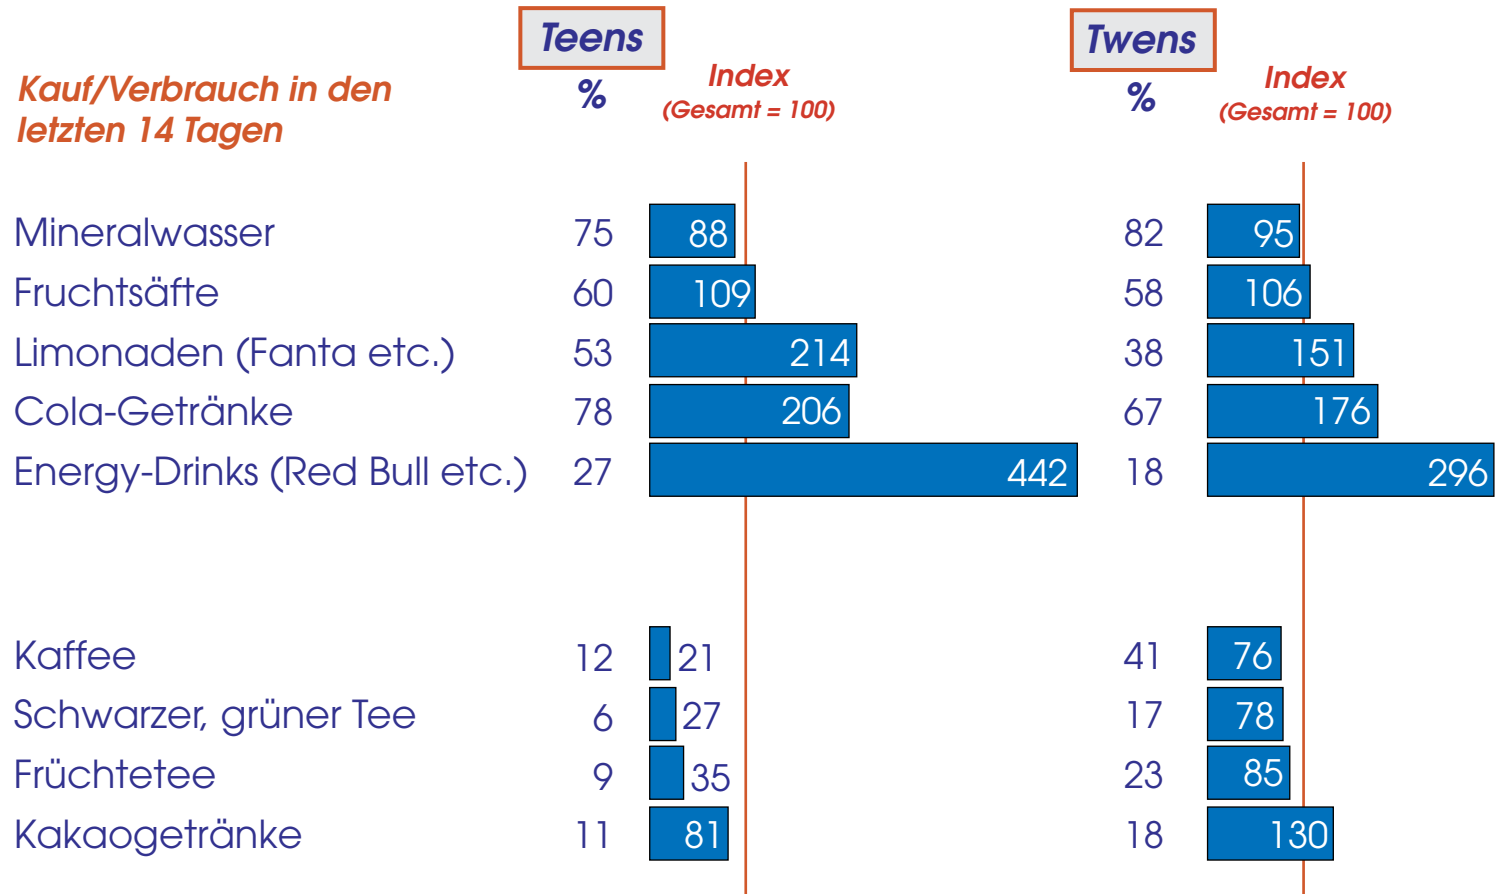 Teens Twens
Kauf/Verbrauch in den % Index % Index
letzten 14 Tagen (Gesamt = 100) (Gesamt = 100)
Mineralwasser 75 88 82 95
Fruchtsäfte 60 109 58 106
Limonaden (Fanta etc.) 53 214 38 151
Cola-Getränke 78 206 67 176
Energy-Drinks (Red Bull etc.) 27 442 18 296
Kaffee 12 21 41 76
Schwarzer, grüner Tee 6 27 17 78
Früchtetee 9 35 23 85
Kakaogetränke 11 81 18 130